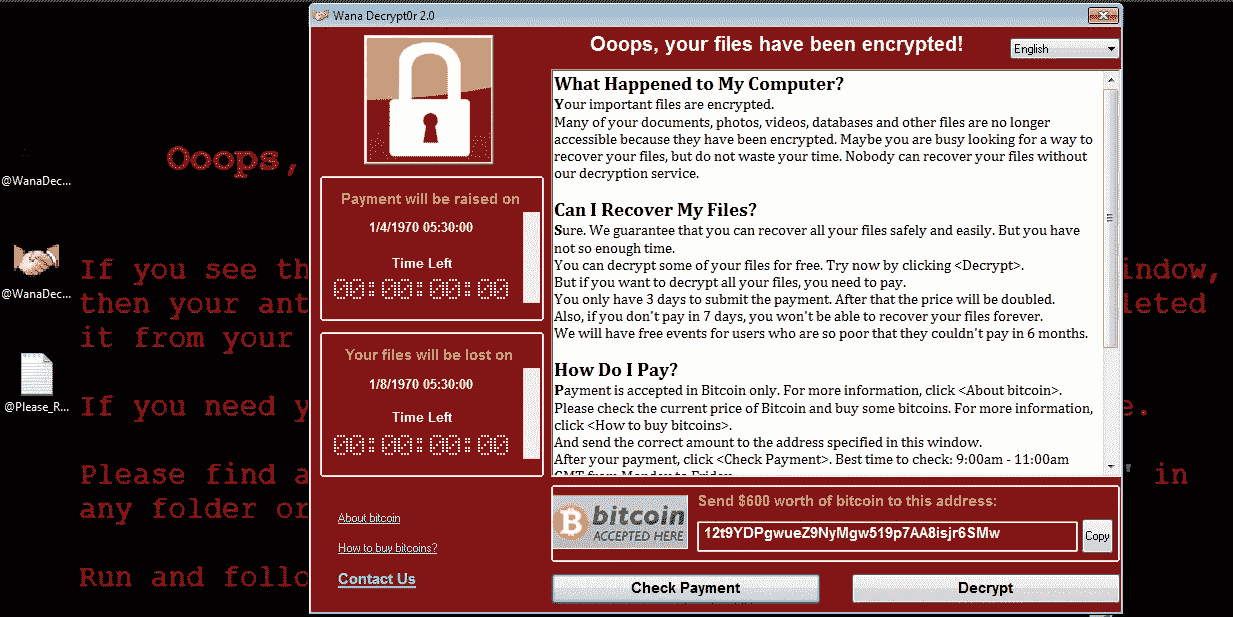 Wana Decrypt0r 2.0
Ooops, your files have been encrypted!
English
What Happened to My Computer?
Your important files are encrypted.
Many of your documents, photos, videos, databases and other files are no longer
accessible because they have been encrypted. Maybe you are busy looking for a way to
recover your files, but do not waste your time. Nobody can recover your files without
our decryption service.
Can I Recover My Files?
Sure. We guarantee that you can recover all your files safely and easily. But you have
not so enough time.
You can decrypt some of your files for free. Try now by clicking <Decrypt>.
But if you want to decrypt all your files, you need to pay.
You only have 3 days to submit the payment. After that the price will be doubled.
Also, if you don't pay in 7 days, you won't be able to recover your files forever.
We will have free events for users who are so poor that they couldn't pay in 6 months.
How Do I Pay?
Payment is accepted in Bitcoin only. For more information, click <About bitcoin>.
Please check the current price of Bitcoin and buy some bitcoins. For more information,
click <How to buy bitcoins>.
And send the correct amount to the address specified in this window.
After your payment, click <Check Payment>. Best time to check: 9:00am - 11:00am
GMT from Monday to Friday.
Payment will be raised on
1/4/1970 05:30:00
Time Left
00:00:00:00
Your files will be lost on
1/8/1970 05:30:00
Time Left
00:00:00:00
About bitcoin
How to buy bitcoins?
Contact Us
bitcoin
ACCEPTED HERE
Send $600 worth of bitcoin to this address:
12t9YDPgwueZ9NyMgw519p7AA8isjr6SMw
Copy
Check Payment
Decrypt
@WanaDec...
@WanaDec...
@Please_R...
Ooops,
If you see th
indow,
then your ant
leted
it from your
If you need y
e.
Please find a
" in
any folder or
Run and follo